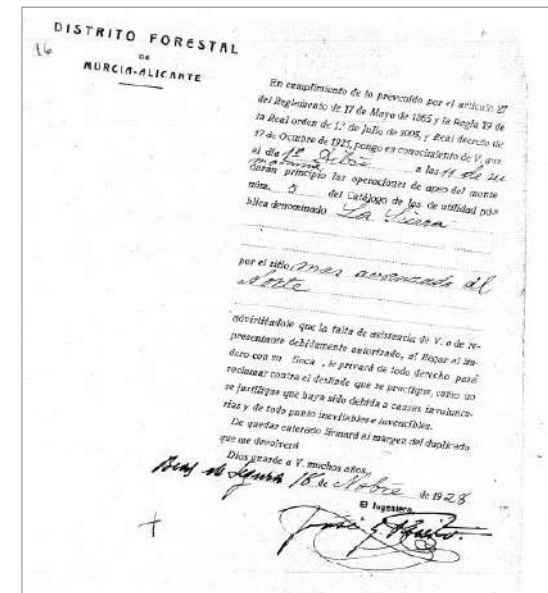 DISTRITO FORESTAL
DE
MURCIA-ALICANTE
16
En cumplimiento de lo prevenido por el artículo 27
del Reglamento de 17 de Mayo de 1865 y la Regla 19 de
la Real orden de 1.º de Julio de 1905, y Real decreto de
17 de Octubre de 1925, pongo en conocimiento de V. que
el día 1º Dibre a las 11 de su
mañana
darán principio las operaciones de apeo del monte
núm. 5 del Catálogo de los de utilidad pú-
blica denominado La Sierra
por el sitio mas avanzado al
Norte
advirtiéndole que la falta de asistencia de V. o de re-
presentante debidamente autorizado, al llegar al lin-
dero con su finca, le privará de todo derecho para
reclamar contra el deslinde que se practique, como no
se justifique que haya sido debida a causas involunta-
rias y de todo punto inevitables e invencibles.
De quedar enterado firmará al margen del duplicado
que me devolverá
Dios guarde a V. muchos años.
de Segura 18 de Nobre de 1928
El Ingeniero,
José